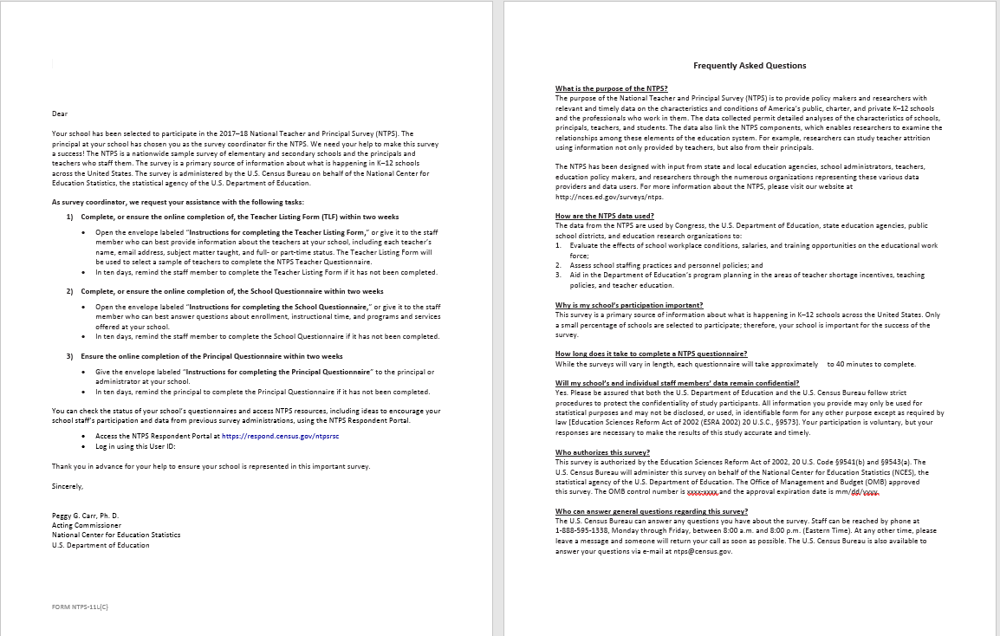 Dear
Your school has been selected to participate in the 2017–18 National Teacher and Principal Survey (NTPS). The
principal at your school has chosen you as the survey coordinator fir the NTPS. We need your help to make this survey
a success! The NTPS is a nationwide sample survey of elementary and secondary schools and the principals and
teachers who staff them. The survey is a primary source of information about what is happening in K–12 schools
across the United States. The survey is administered by the U.S. Census Bureau on behalf of the National Center for
Education Statistics, the statistical agency of the U.S. Department of Education.
As survey coordinator, we request your assistance with the following tasks:
1) Complete, or ensure the online completion of, the Teacher Listing Form (TLF) within two weeks
• Open the envelope labeled “Instructions for completing the Teacher Listing Form,” or give it to the staff
member who can best provide information about the teachers at your school, including each teacher’s
name, email address, subject matter taught, and full- or part-time status. The Teacher Listing Form will
be used to select a sample of teachers to complete the NTPS Teacher Questionnaire.
• In ten days, remind the staff member to complete the Teacher Listing Form if it has not been completed.
2) Complete, or ensure the online completion of, the School Questionnaire within two weeks
• Open the envelope labeled “Instructions for completing the School Questionnaire,” or give it to the staff
member who can best answer questions about enrollment, instructional time, and programs and services
offered at your school.
• In ten days, remind the staff member to complete the School Questionnaire if it has not been completed.
3) Ensure the online completion of the Principal Questionnaire within two weeks
• Give the envelope labeled “Instructions for completing the Principal Questionnaire” to the principal or
administrator at your school.
• In ten days, remind the principal to complete the Principal Questionnaire if it has not been completed.
You can check the status of your school’s questionnaires and access NTPS resources, including ideas to encourage your
school staff’s participation and data from previous survey administrations, using the NTPS Respondent Portal.
• Access the NTPS Respondent Portal at https://respond.census.gov/ntpsrsc
• Log in using this User ID:
Thank you in advance for your help to ensure your school is represented in this important survey.
Sincerely,
Peggy G. Carr, Ph. D.
Acting Commissioner
National Center for Education Statistics
U.S. Department of Education
FORM NTPS-11L(C)
Frequently Asked Questions
What is the purpose of the NTPS?
The purpose of the National Teacher and Principal Survey (NTPS) is to provide policy makers and researchers with
relevant and timely data on the characteristics and conditions of America’s public, charter, and private K–12 schools
and the professionals who work in them. The data collected permit detailed analyses of the characteristics of schools,
principals, teachers, and students. The data also link the NTPS components, which enables researchers to examine the
relationships among these elements of the education system. For example, researchers can study teacher attrition
using information not only provided by teachers, but also from their principals.
The NTPS has been designed with input from state and local education agencies, school administrators, teachers,
education policy makers, and researchers through the numerous organizations representing these various data
providers and data users. For more information about the NTPS, please visit our website at
http://nces.ed.gov/surveys/ntps.
How are the NTPS data used?
The data from the NTPS are used by Congress, the U.S. Department of Education, state education agencies, public
school districts, and education research organizations to:
1. Evaluate the effects of school workplace conditions, salaries, and training opportunities on the educational work
force;
2. Assess school staffing practices and personnel policies; and
3. Aid in the Department of Education’s program planning in the areas of teacher shortage incentives, teaching
policies, and teacher education.
Why is my school’s participation important?
This survey is a primary source of information about what is happening in K–12 schools across the United States. Only
a small percentage of schools are selected to participate; therefore, your school is important for the success of the
survey.
How long does it take to complete a NTPS questionnaire?
While the surveys will vary in length, each questionnaire will take approximately to 40 minutes to complete.
Will my school’s and individual staff members’ data remain confidential?
Yes. Please be assured that both the U.S. Department of Education and the U.S. Census Bureau follow strict
procedures to protect the confidentiality of study participants. All information you provide may only be used for
statistical purposes and may not be disclosed, or used, in identifiable form for any other purpose except as required by
law [Education Sciences Reform Act of 2002 (ESRA 2002) 20 U.S.C., §9573]. Your participation is voluntary, but your
responses are necessary to make the results of this study accurate and timely.
Who authorizes this survey?
This survey is authorized by the Education Sciences Reform Act of 2002, 20 U.S. Code §9541(b) and §9543(a). The
U.S. Census Bureau will administer this survey on behalf of the National Center for Education Statistics (NCES), the
statistical agency of the U.S. Department of Education. The Office of Management and Budget (OMB) approved
this survey. The OMB control number is xxxx-xxxx and the approval expiration date is mm/dd/yyyy.
Who can answer general questions regarding this survey?
The U.S. Census Bureau can answer any questions you have about the survey. Staff can be reached by phone at
1-888-595-1338, Monday through Friday, between 8:00 a.m. and 8:00 p.m. (Eastern Time). At any other time, please
leave a message and someone will return your call as soon as possible. The U.S. Census Bureau is also available to
answer your questions via e-mail at ntps@census.gov.